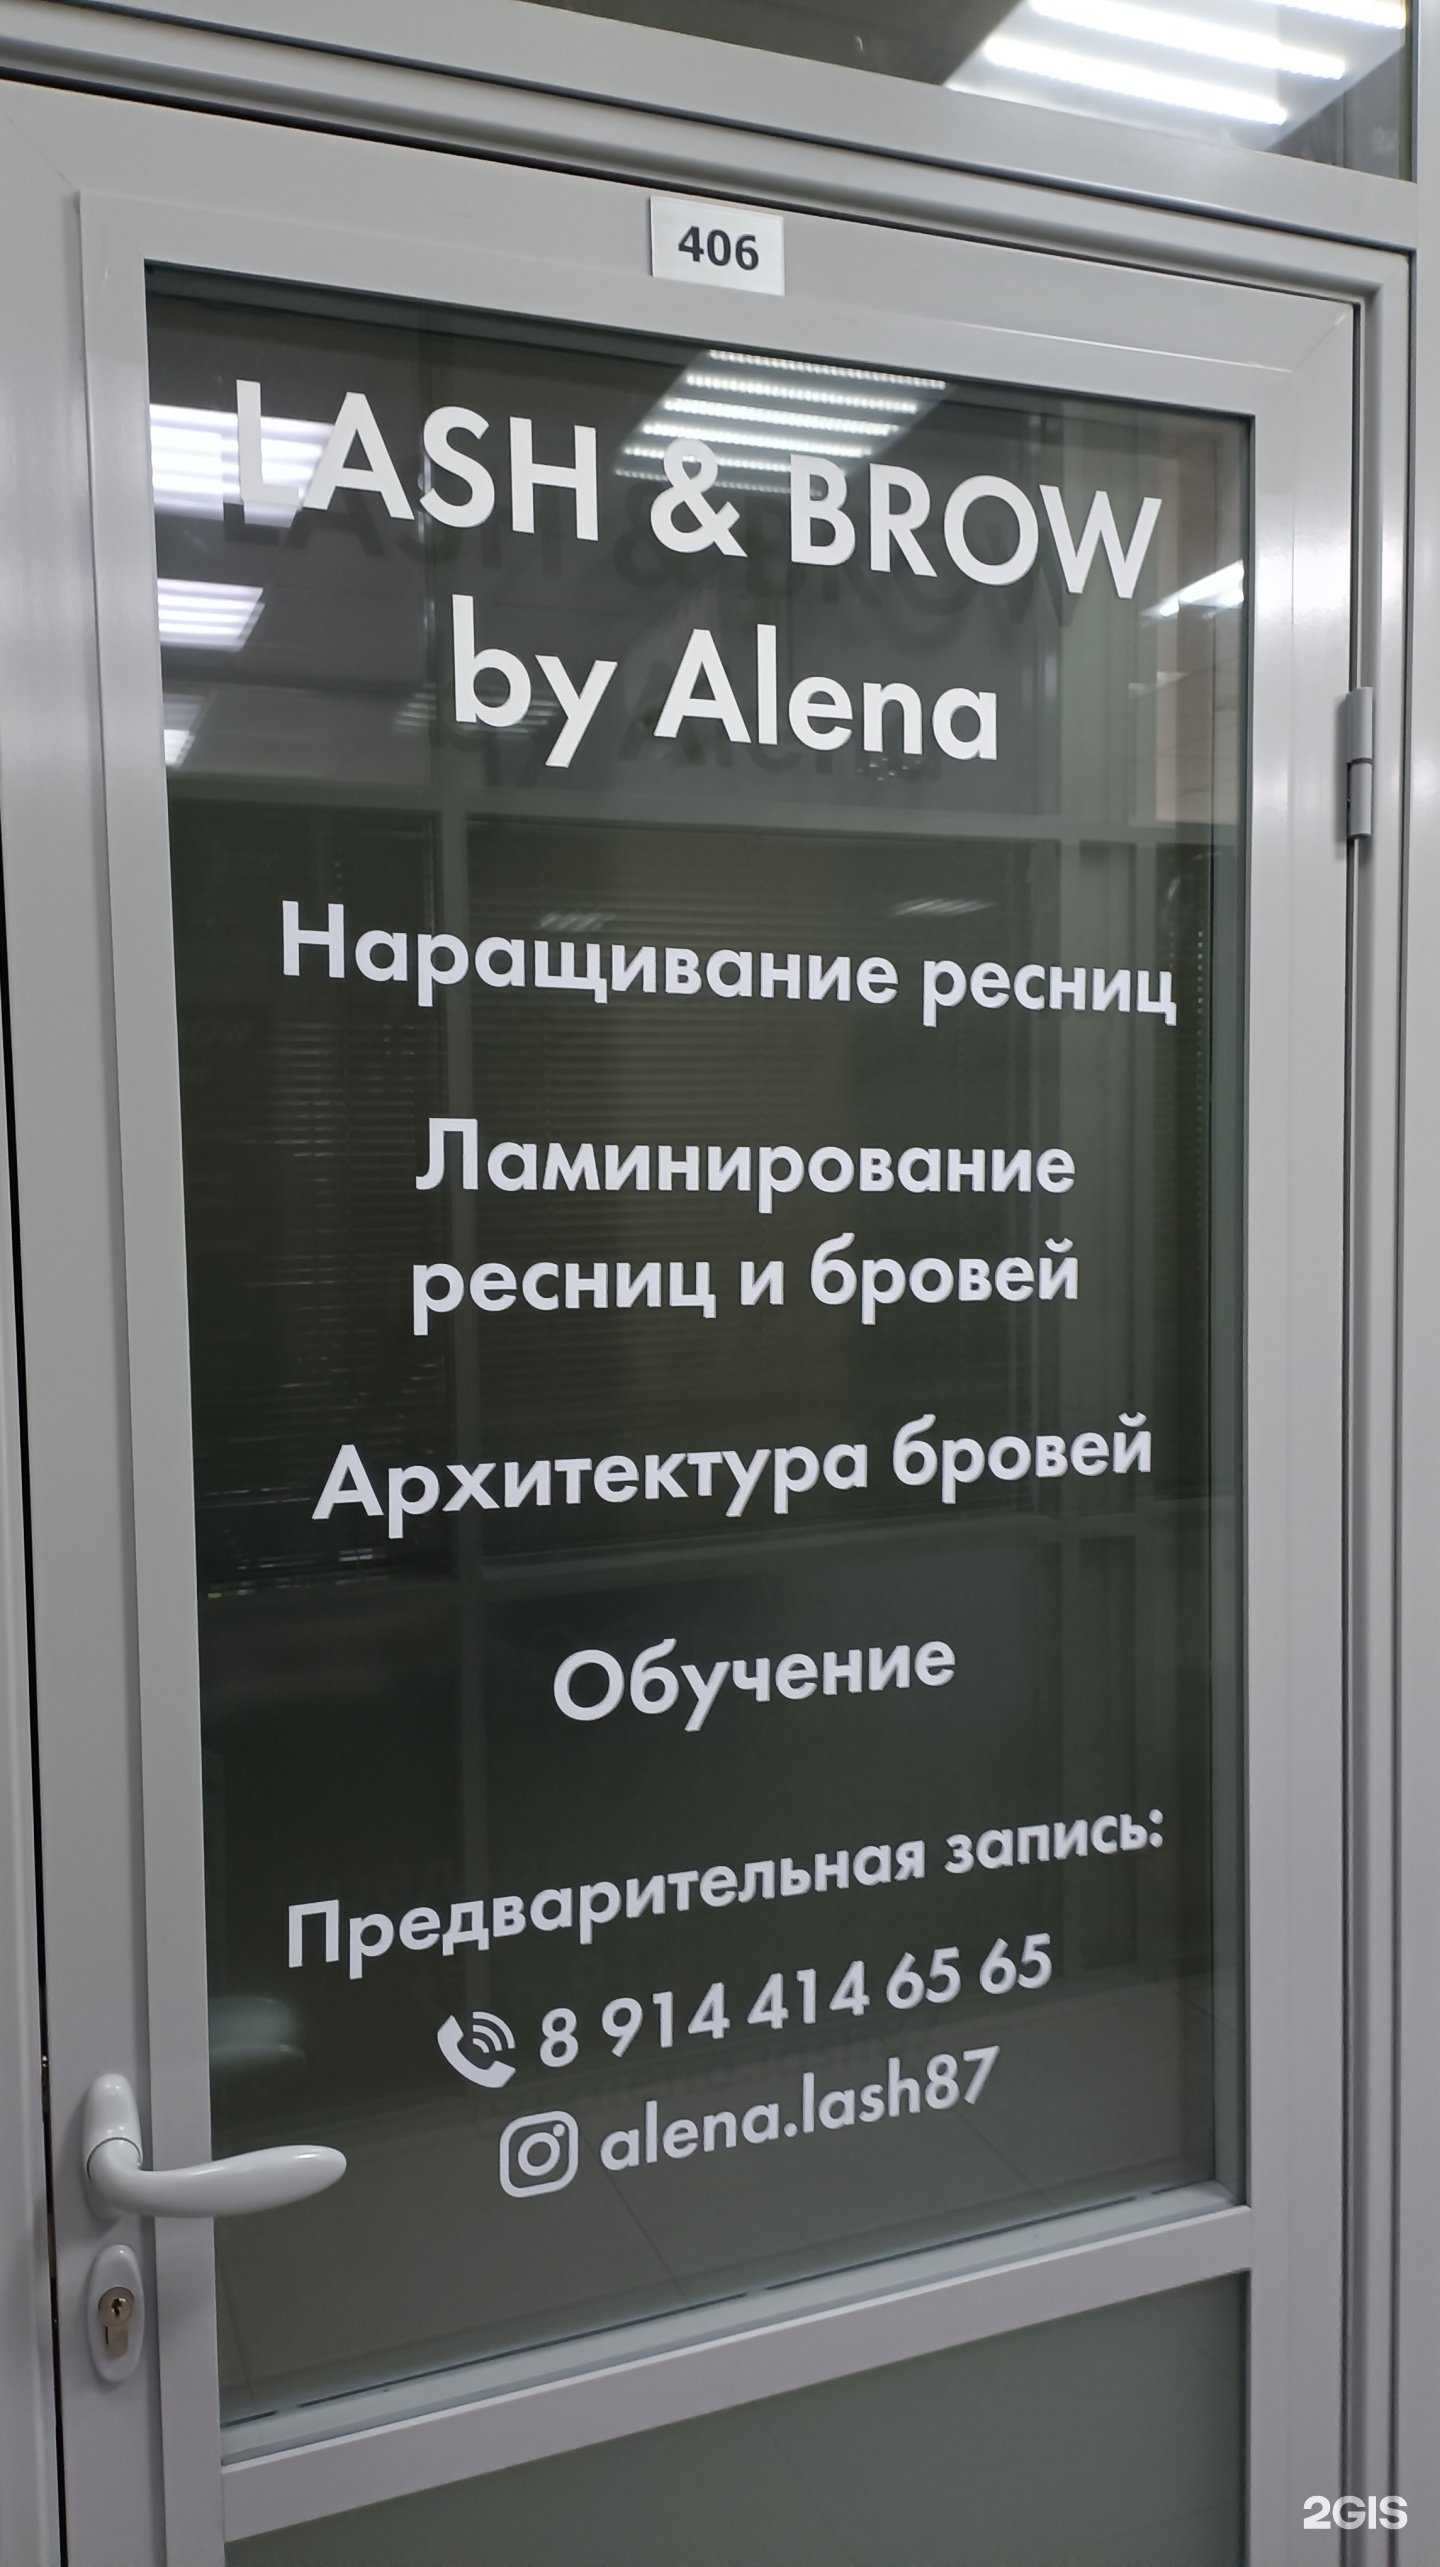 406
LASH & BROW
by Alena
Наращивание ресниц
Ламинирование
ресниц и бровей
Архитектура бровей
Обучение
Предварительная запись:
8 914 414 65 65
alena.lash87
2GIS